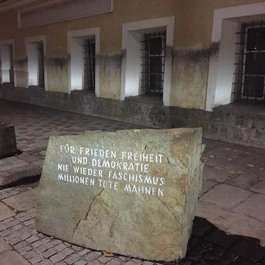 FÜR FRIEDEN FREIHEIT
UND DEMOKRATIE
NIE WIEDER FASCHISMUS
MILLIONEN TOTE MAHNEN